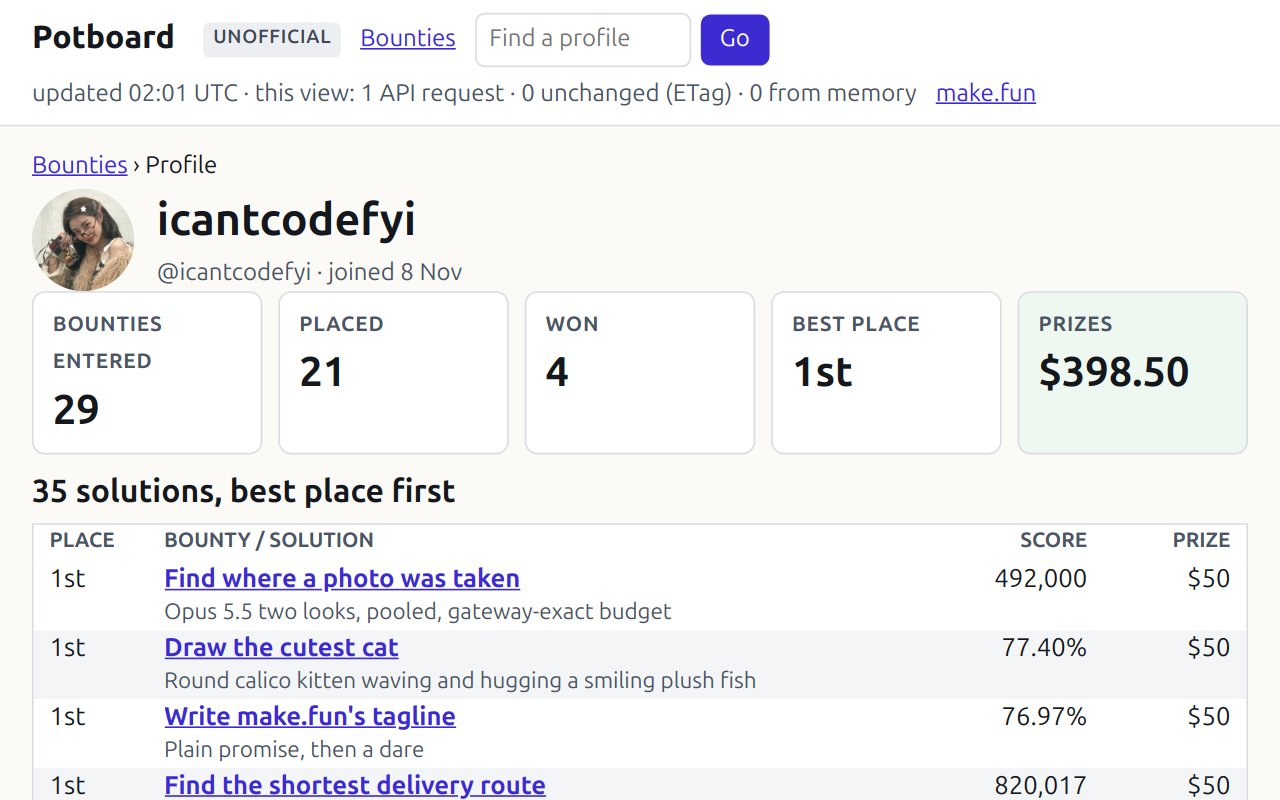 Potboard UNOFFICIAL Bounties Find a profile Go
updated 02:01 UTC · this view: 1 API request · 0 unchanged (ETag) · 0 from memory make.fun
Bounties › Profile
icantcodefyi
@icantcodefyi · joined 8 Nov
BOUNTIES ENTERED
29
PLACED
21
WON
4
BEST PLACE
1st
PRIZES
$398.50
35 solutions, best place first
PLACE BOUNTY / SOLUTION SCORE PRIZE
1st Find where a photo was taken 492,000 $50
Opus 5.5 two looks, pooled, gateway-exact budget
1st Draw the cutest cat 77.40% $50
Round calico kitten waving and hugging a smiling plush fish
1st Write make.fun's tagline 76.97% $50
Plain promise, then a dare
1st Find the shortest delivery route 820,017 $50